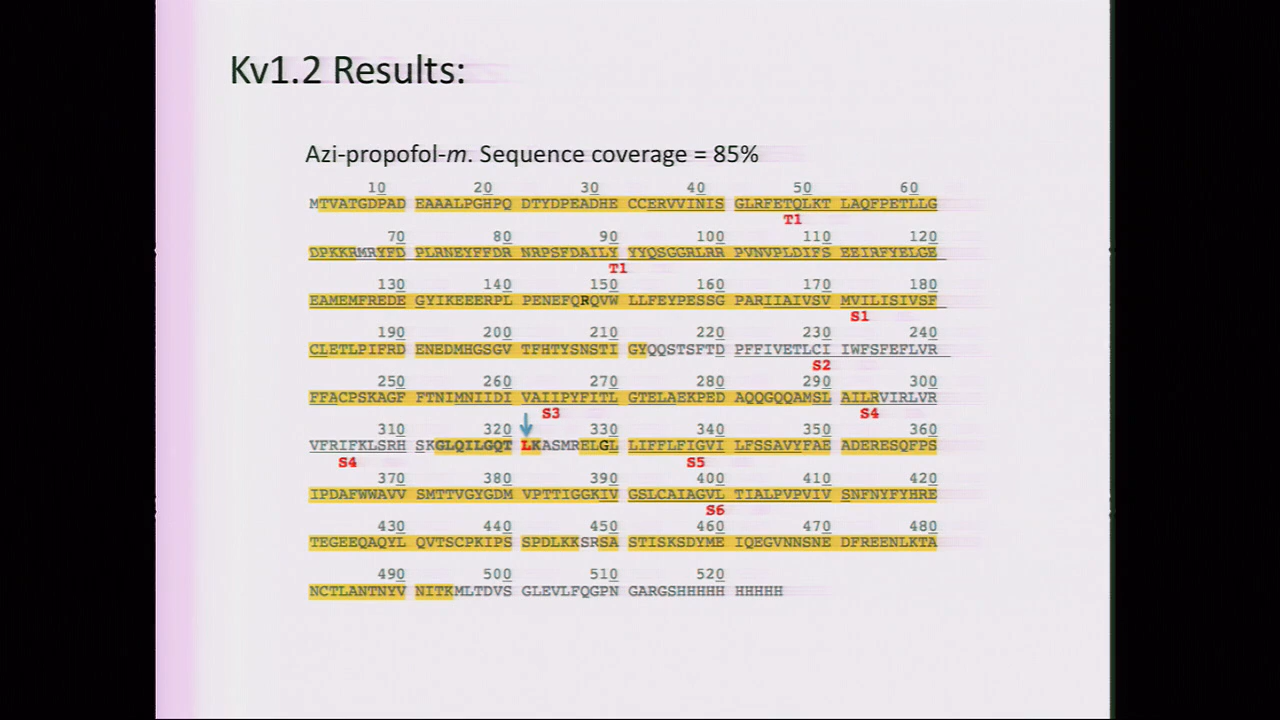 Kv1.2 Results:
Azi-propofol-m. Sequence coverage = 85%
10 20 30 40 50 60
MTVATGDPAD EAAALPGHPQ DTYDPEADHE CCERVVINIS GLRFETQLKT LAQFPETLLG
T1
70 80 90 100 110 120
DPKKRMRYFD PLRNEYFFDR NRPSFDAILY YYQSGGRLRR PVNVPLDIFS EEIRFYELGE
T1
130 140 150 160 170 180
EAMEMFREDE GYIKEEERPL PENEFQRQVW LLFEYPESSG PARIIAIVSV MVILISIVSF
S1
190 200 210 220 230 240
CLETLPIFRD ENEDMHGSGV TFHTYSNSTI GYQQSTSFTD PFFIVETLCI IWFSFEFLVR
S2
250 260 270 280 290 300
FFACPSKAGF FTNIMNIIDI VAIIPYFITL GTELAEKPED AQQGQQAMSL AILRVIRLVR
S3 S4
310 320 330 340 350 360
VFRIFKLSRH SKGLQILGQT LKASMRELGL LIFFLFIGVI LFSSAVYFAE ADERESQFPS
S4 S5
370 380 390 400 410 420
IPDAFWWAVV SMTTVGYGDM VPTTIGGKIV GSLCAIAGVL TIALPVPVIV SNFNYFYHRE
S6
430 440 450 460 470 480
TEGEEQAQYL QVTSCPKIPS SPDLKKSRSA STISKSDYME IQEGVNNSNE DFREENLKTA
490 500 510 520
NCTLANTNYV NITKMLTDVS GLEVLFQGPN GARGSHHHHH HHHHH